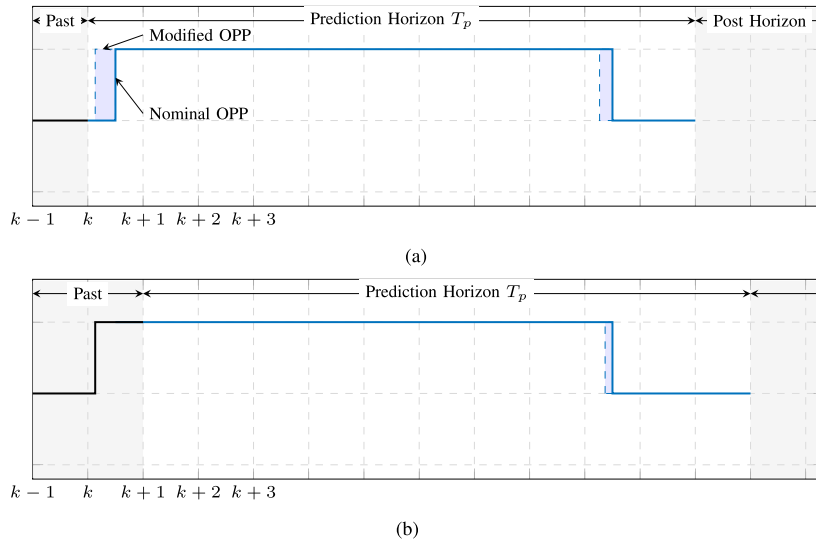 Past Prediction Horizon T_p Post Horizon
Modified OPP
Nominal OPP
k − 1 k k + 1 k + 2 k + 3
(a)
Past Prediction Horizon T_p
k − 1 k k + 1 k + 2 k + 3
(b)